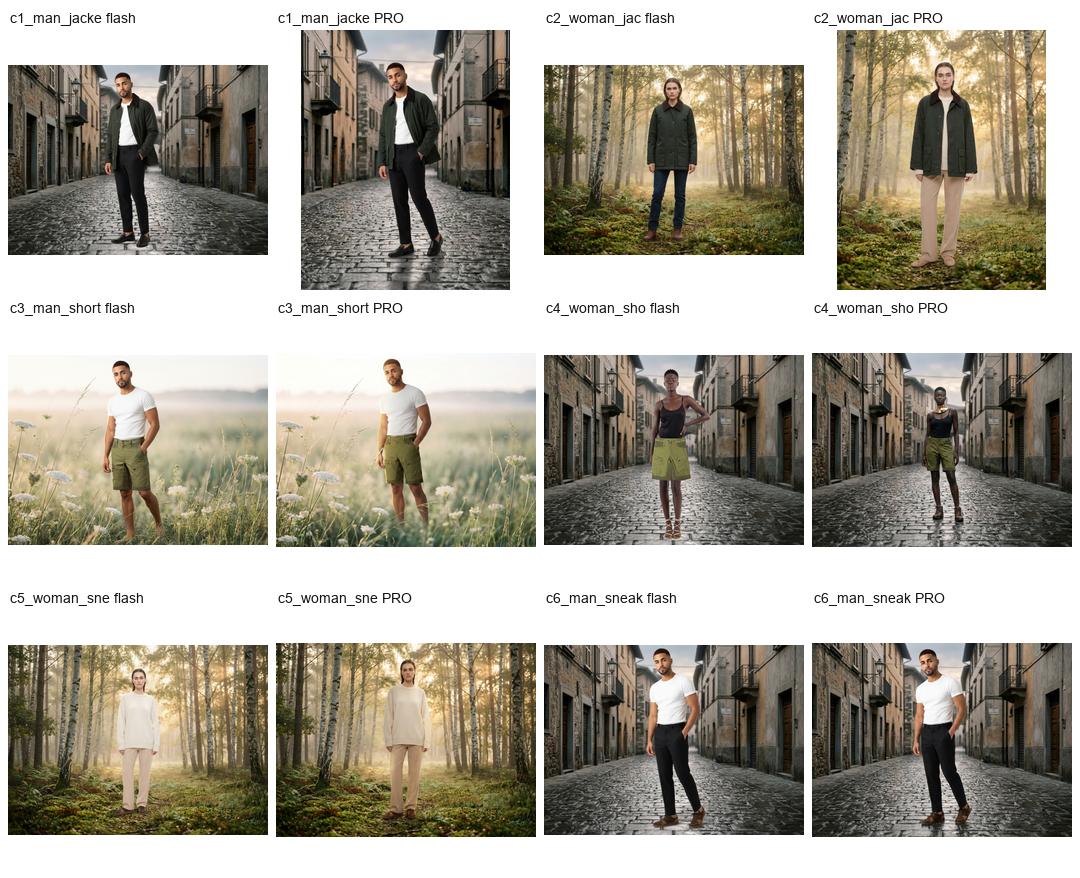 c1_man_jacke flash
c1_man_jacke PRO
c2_woman_jac flash
c2_woman_jac PRO
c3_man_short flash
c3_man_short PRO
c4_woman_sho flash
c4_woman_sho PRO
c5_woman_sne flash
c5_woman_sne PRO
c6_man_sneak flash
c6_man_sneak PRO